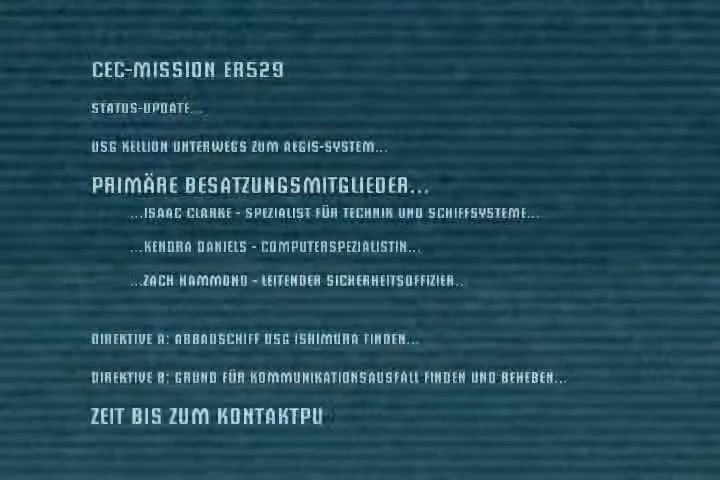 CEC-MISSION ER529
STATUS-UPDATE...
USG KELLION UNTERWEGS ZUM AEGIS-SYSTEM...
PRIMÄRE BESATZUNGSMITGLIEDER...
...ISAAC CLARKE - SPEZIALIST FÜR TECHNIK UND SCHIFFSYSTEME...
...KENDRA DANIELS - COMPUTERSPEZIALISTIN...
...ZACH HAMMOND - LEITENDER SICHERHEITSOFFIZIER..
DIREKTIVE A: ABBAUSCHIFF USG ISHIMURA FINDEN...
DIREKTIVE B: GRUND FÜR KOMMUNIKATIONSAUSFALL FINDEN UND BEHEBEN...
ZEIT BIS ZUM KONTAKTPU